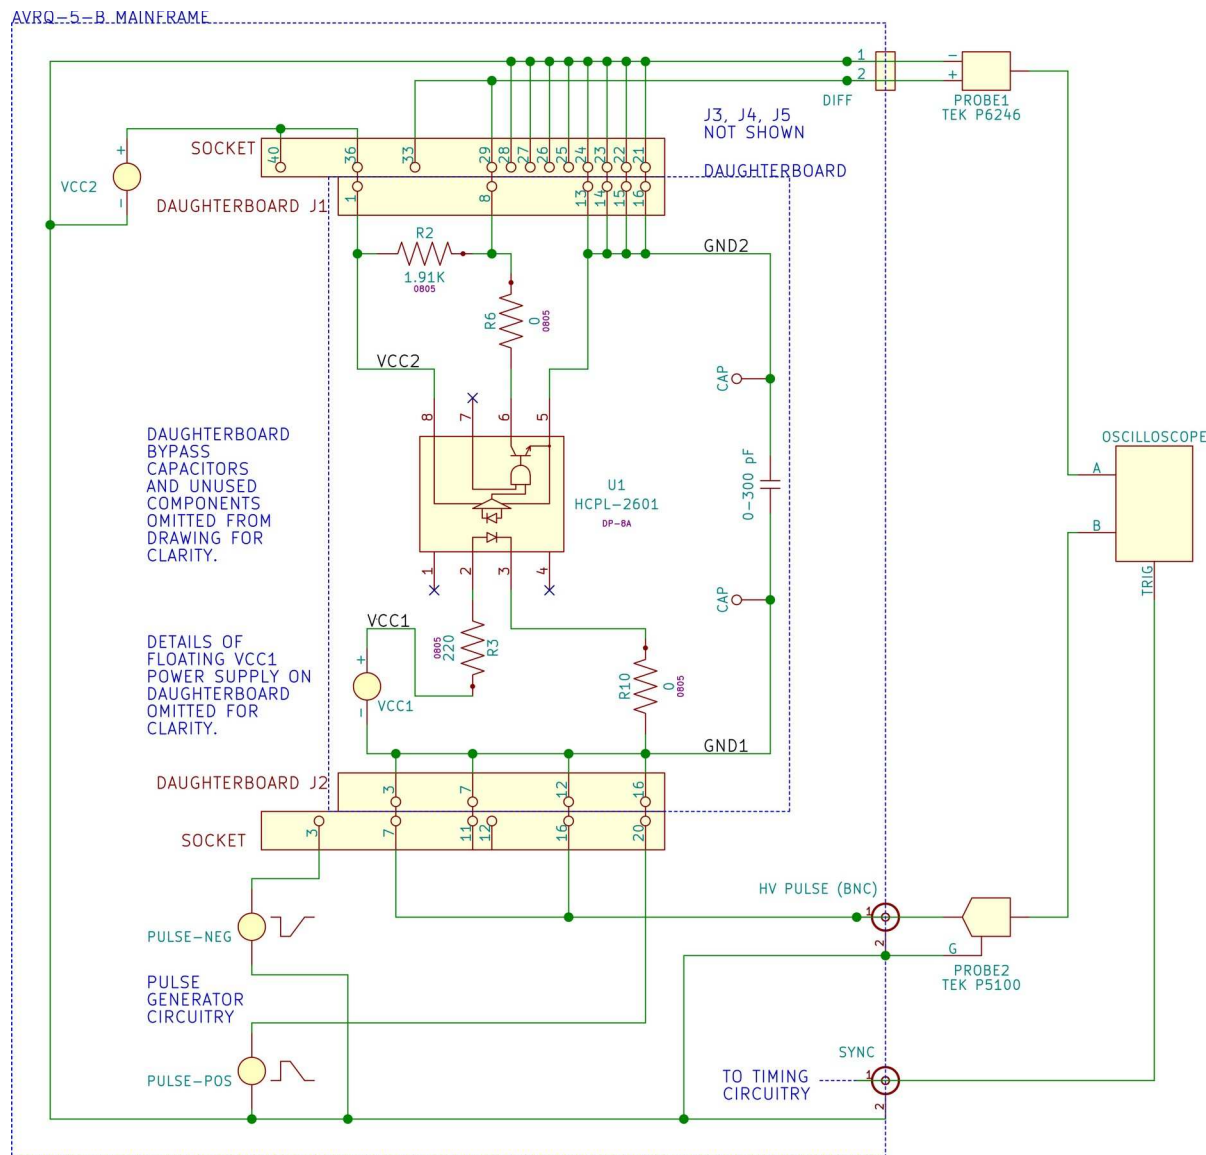 AVRQ-5-B MAINFRAME
1
2
DIFF
-
+
PROBE1
TEK P6246
J3, J4, J5
NOT SHOWN
SOCKET
40
36
33
29
28
27
26
25
24
23
22
21
+
VCC2
-
DAUGHTERBOARD
DAUGHTERBOARD J1
1
8
13
14
15
16
R2
1.91K
0805
GND2
R6
0
0805
VCC2
CAP
8
7
6
5
DAUGHTERBOARD
BYPASS
CAPACITORS
AND UNUSED
COMPONENTS
OMITTED FROM
DRAWING FOR
CLARITY.
U1
HCPL-2601
DP-8A
0-300 pF
OSCILLOSCOPE
A
B
TRIG
1
2
3
4
CAP
VCC1
DETAILS OF
FLOATING VCC1
POWER SUPPLY ON
DAUGHTERBOARD
OMITTED FOR
CLARITY.
+
-
VCC1
0805
220
R3
R10
0
0805
GND1
DAUGHTERBOARD J2
3
7
12
16
SOCKET
3
7
11
12
16
20
HV PULSE (BNC)
1
2
G
PROBE2
TEK P5100
PULSE-NEG
PULSE
GENERATOR
CIRCUITRY
PULSE-POS
SYNC
TO TIMING
CIRCUITRY
1
2